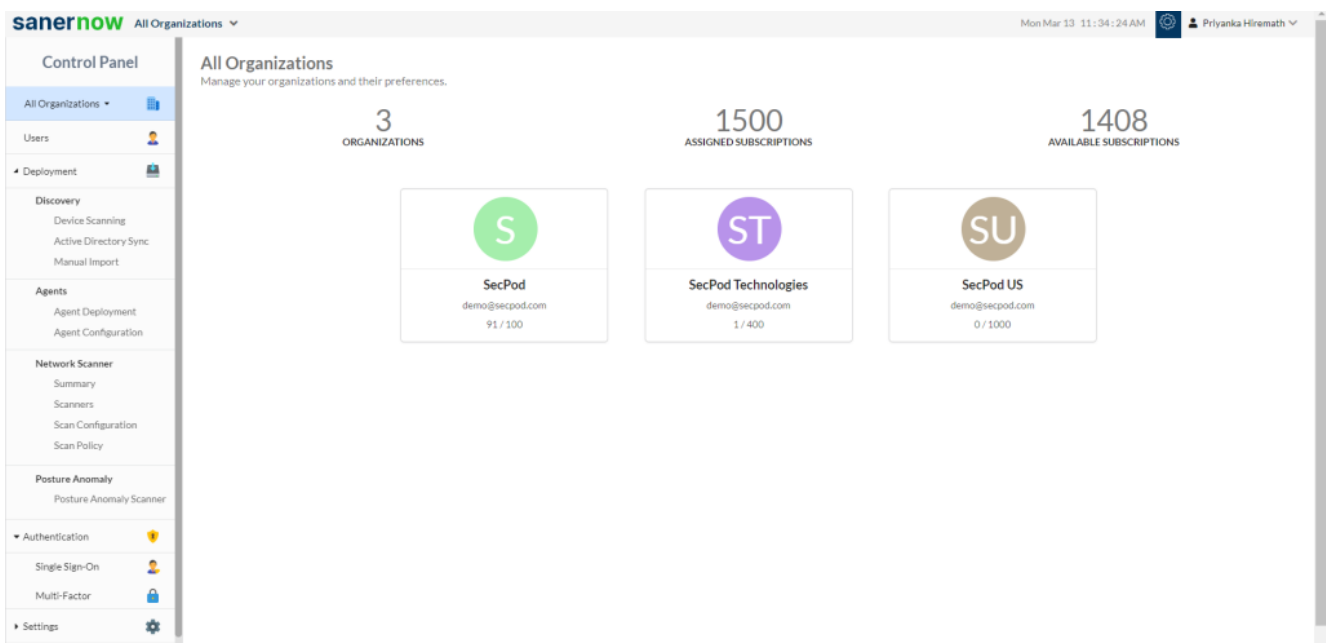 sanernow All Organizations
Mon Mar 13 11:34:24 AM Priyanka Hiremath
Control Panel
All Organizations
Users
Deployment
Discovery
Device Scanning
Active Directory Sync
Manual Import
Agents
Agent Deployment
Agent Configuration
Network Scanner
Summary
Scanners
Scan Configuration
Scan Policy
Posture Anomaly
Posture Anomaly Scanner
Authentication
Single Sign-On
Multi-Factor
Settings
All Organizations
Manage your organizations and their preferences.
3
ORGANIZATIONS
1500
ASSIGNED SUBSCRIPTIONS
1408
AVAILABLE SUBSCRIPTIONS
S
SecPod
demo@secpod.com
91 / 100
ST
SecPod Technologies
demo@secpod.com
1 / 400
SU
SecPod US
demo@secpod.com
0 / 1000